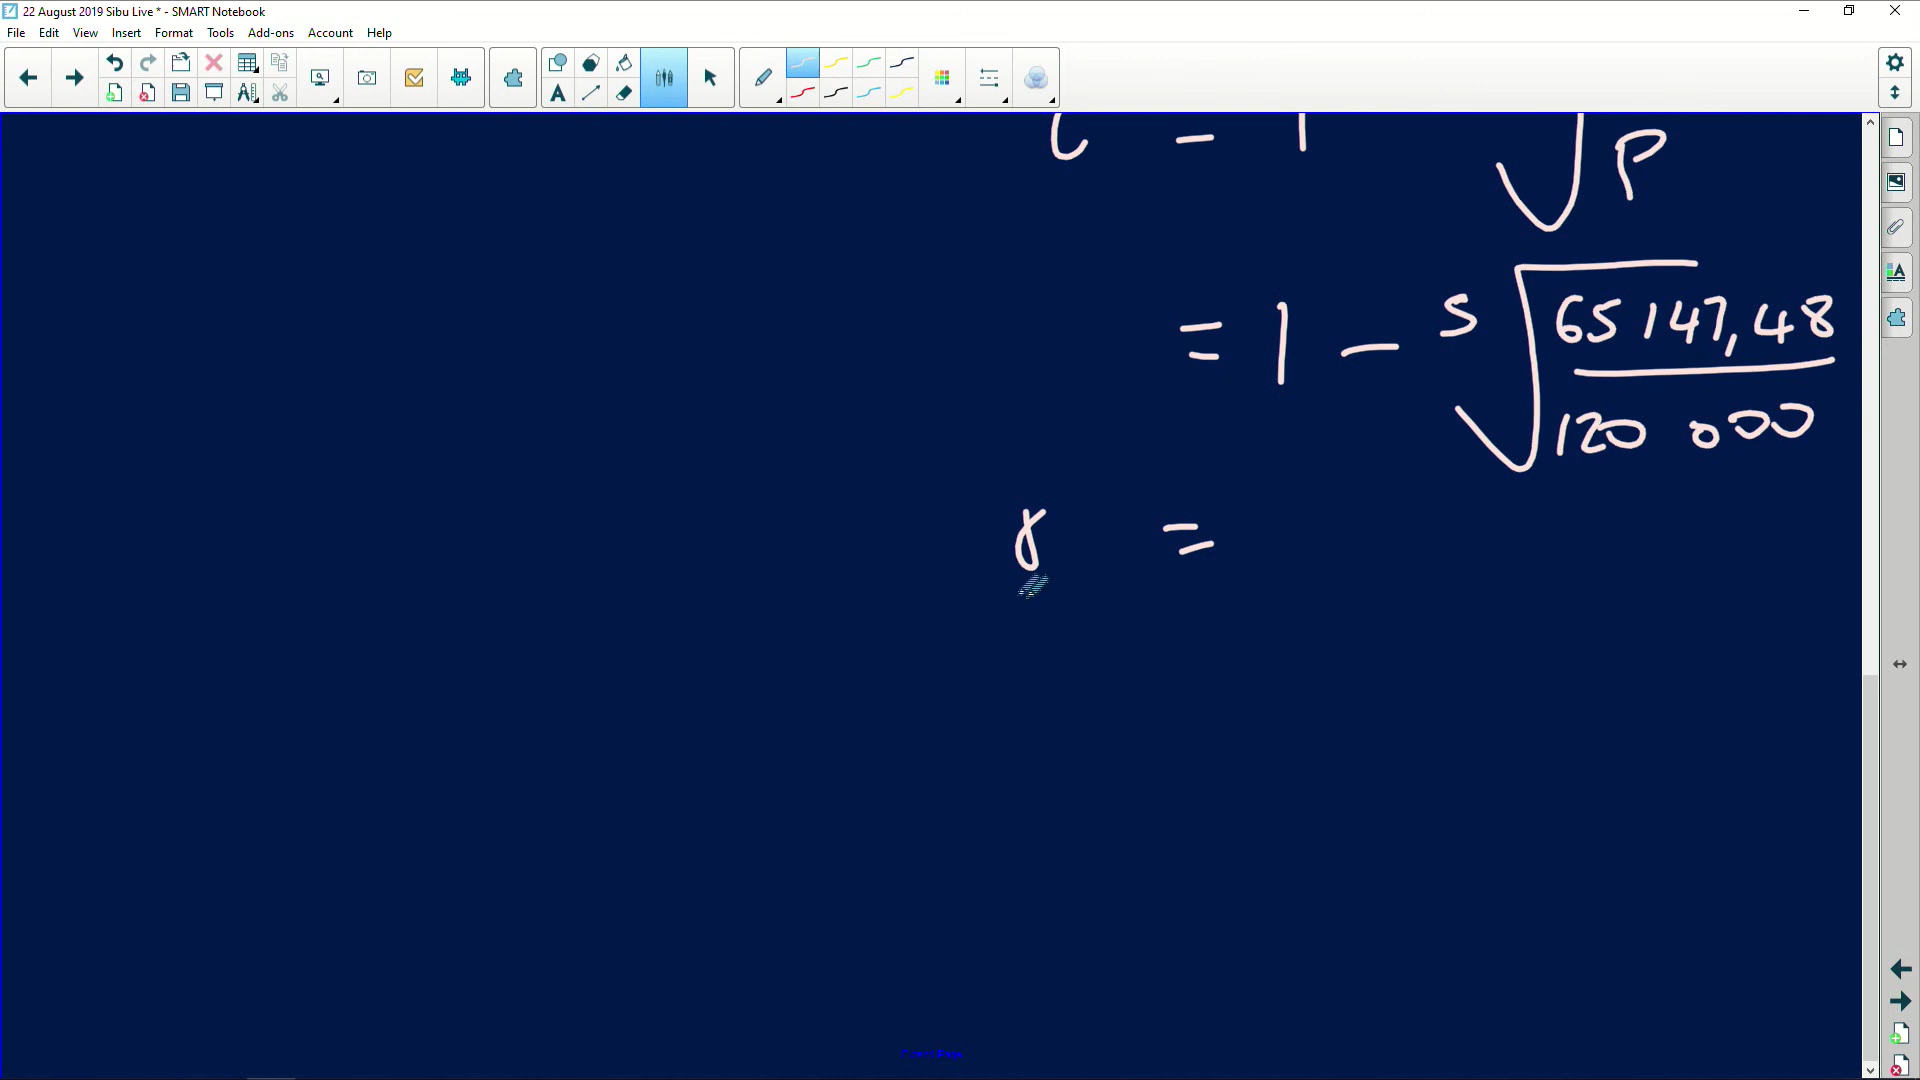 22 August 2019 Sibu Live * - SMART Notebook
File Edit View Insert Format Tools Add-ons Account Help
i = 1 √P
= 1 - 5√65 147,48
120 000
r =